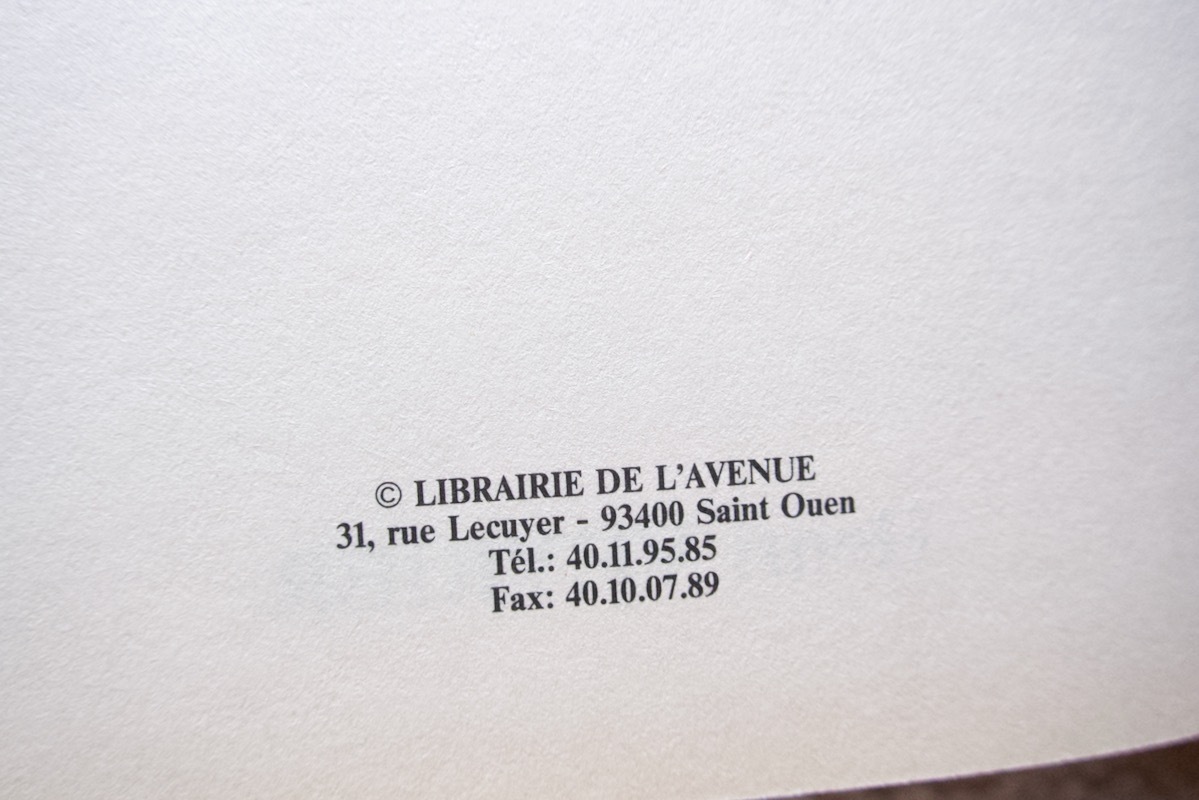 © LIBRAIRIE DE L'AVENUE
31, rue Lecuyer - 93400 Saint Ouen
Tél.: 40.11.95.85
Fax: 40.10.07.89